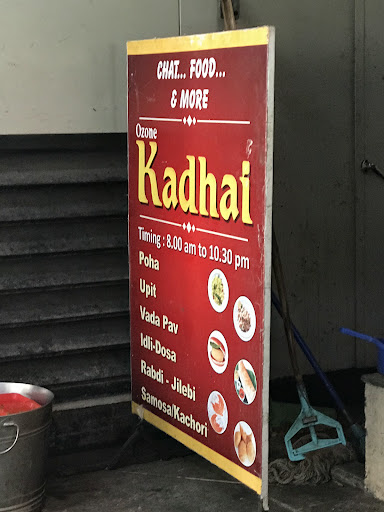 CHAT... FOOD...
& MORE
Ozone
Kadhai
Timing : 8.00 am to 10:30 pm
Poha
Upit
Vada Pav
Idli-Dosa
Rabdi - Jilebi
Samosa/Kachori